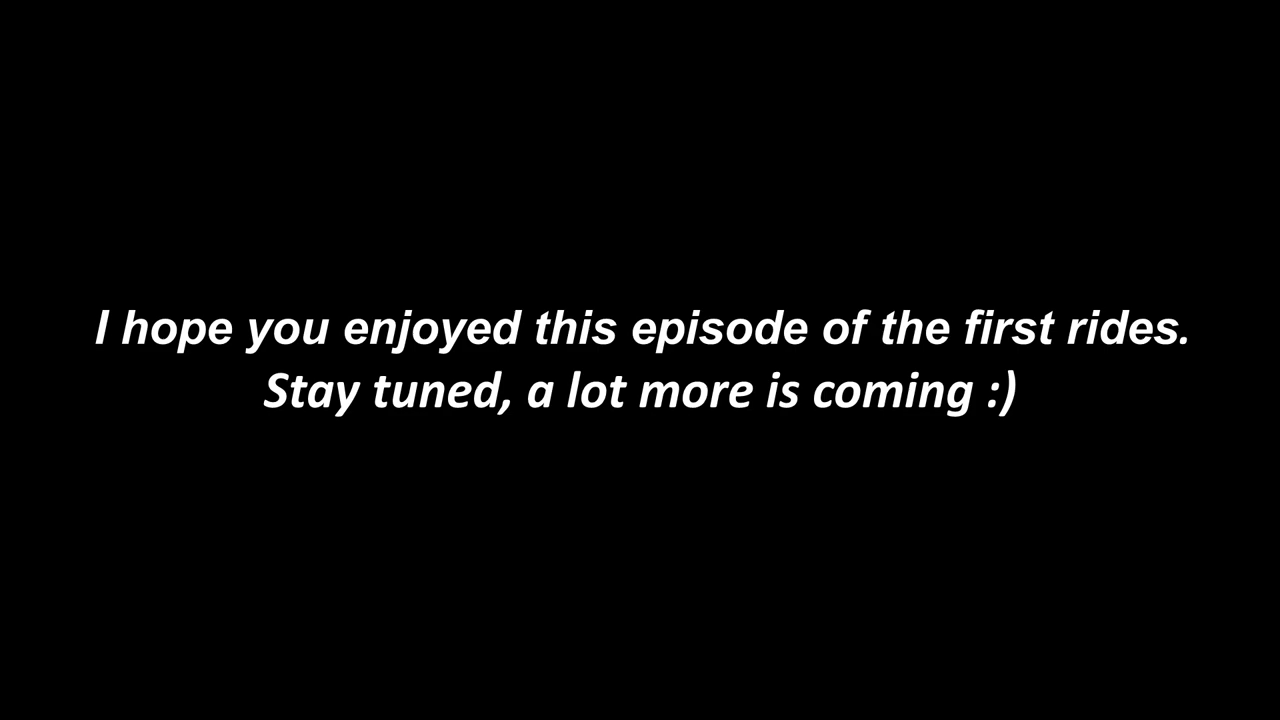 I hope you enjoyed this episode of the first rides.
Stay tuned, a lot more is coming :)